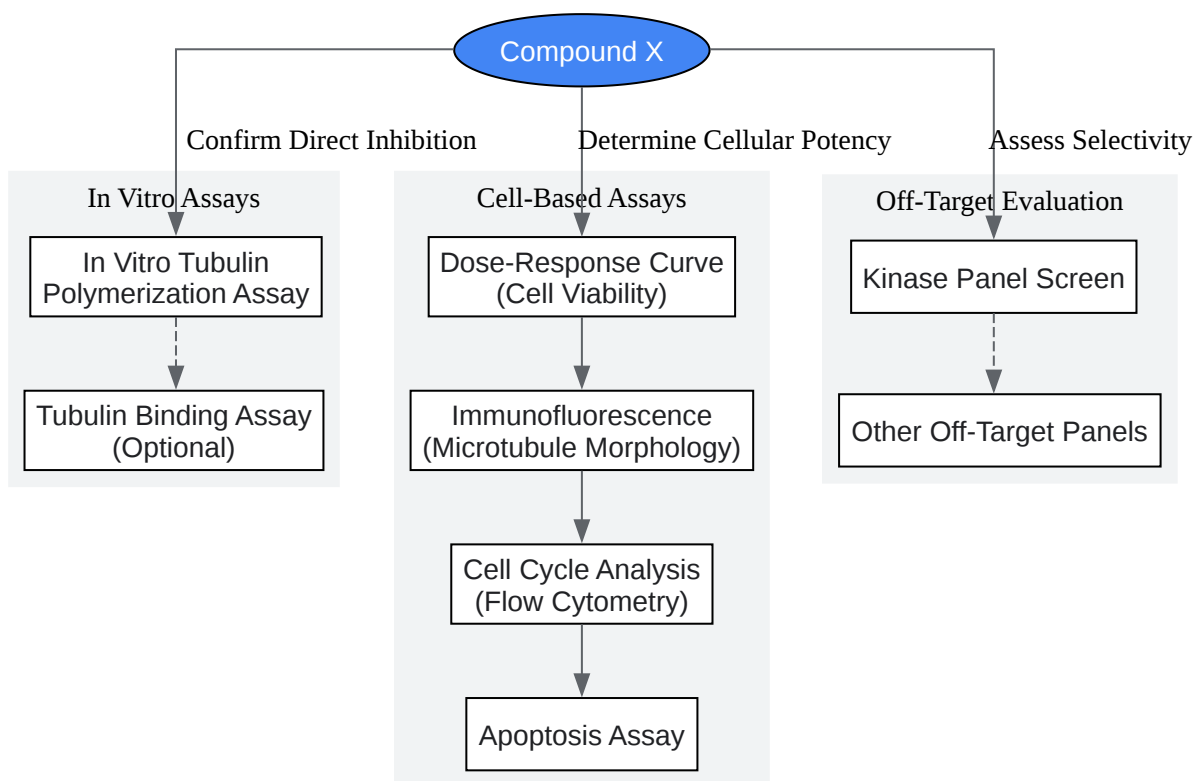 Compound X
Confirm Direct Inhibition
Determine Cellular Potency
Assess Selectivity
In Vitro Assays
In Vitro Tubulin
Polymerization Assay
Tubulin Binding Assay
(Optional)
Cell-Based Assays
Dose-Response Curve
(Cell Viability)
Immunofluorescence
(Microtubule Morphology)
Cell Cycle Analysis
(Flow Cytometry)
Apoptosis Assay
Off-Target Evaluation
Kinase Panel Screen
Other Off-Target Panels